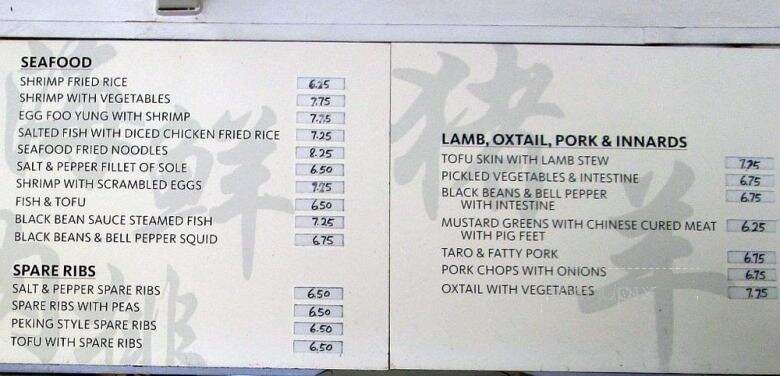 SEAFOOD
SHRIMP FRIED RICE 6.25
SHRIMP WITH VEGETABLES 7.75
EGG FOO YUNG WITH SHRIMP 7.75
SALTED FISH WITH DICED CHICKEN FRIED RICE 7.25
SEAFOOD FRIED NOODLES 8.25
SALT & PEPPER FILLET OF SOLE 6.50
SHRIMP WITH SCRAMBLED EGGS
FISH & TOFU 6.50
BLACK BEAN SAUCE STEAMED FISH 7.25
BLACK BEANS & BELL PEPPER SQUID 6.75
SPARE RIBS
SALT & PEPPER SPARE RIBS 6.50
SPARE RIBS WITH PEAS 6.50
PEKING STYLE SPARE RIBS 6.50
TOFU WITH SPARE RIBS 6.50
鮮
排
豬
羊
LAMB, OXTAIL, PORK & INNARDS
TOFU SKIN WITH LAMB STEW 7.25
PICKLED VEGETABLES & INTESTINE 6.75
BLACK BEANS & BELL PEPPER 6.75
WITH INTESTINE
MUSTARD GREENS WITH CHINESE CURED MEAT 6.25
WITH PIG FEET
TARO & FATTY PORK 6.75
PORK CHOPS WITH ONIONS 6.75
OXTAIL WITH VEGETABLES 7.75